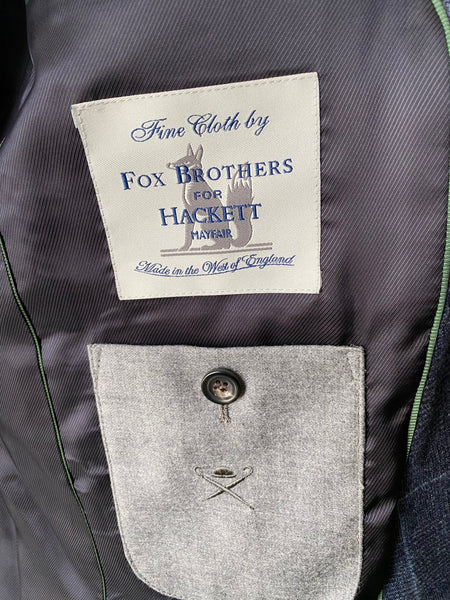 Fine Cloth by
FOX BROTHERS
FOR
HACKETT
MAYFAIR
Made in the West of England